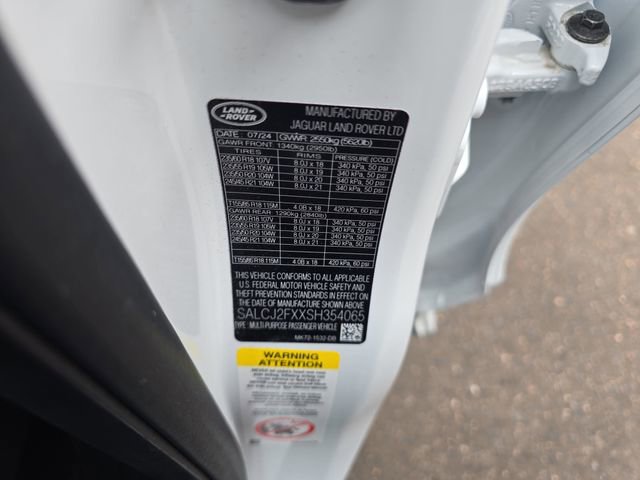 LAND ROVER
MANUFACTURED BY
JAGUAR LAND ROVER LTD
DATE 07/24 GVWR 2550kg (5620lb)
GAWR FRONT: 1340kg (2950lb)
TIRES RIMS PRESSURE (COLD)
235/60 R18 107V 8.0J x 18 340 kPa, 50 psi
235/55 R19 105W 8.0J x 19 340 kPa, 50 psi
235/50 R20 104W 8.0J x 20 340 kPa, 50 psi
245/45 R21 104W 8.0J x 21 340 kPa, 50 psi
T155/85 R18 115M 4.0B x 18 420 kPa, 60 psi
GAWR REAR 1290kg (2840lb)
235/60 R18 107V 8.0J x 18 340 kPa, 50 psi
235/55 R19 105W 8.0J x 19 340 kPa, 50 psi
235/50 R20 104W 8.0J x 20 340 kPa, 50 psi
245/45 R21 104W 8.0J x 21 340 kPa, 50 psi
T155/85 R18 115M 4.0B x 18 420 kPa, 60 psi
THIS VEHICLE CONFORMS TO ALL APPLICABLE
U.S. FEDERAL MOTOR VEHICLE SAFETY AND
THEFT PREVENTION STANDARDS IN EFFECT ON
THE DATE OF MANUFACTURE SHOWN ABOVE.
SALCJ2FXXSH354065
TYPE: MULTI-PURPOSE PASSENGER VEHICLE
MK72-1532-DB
WARNING
ATTENTION